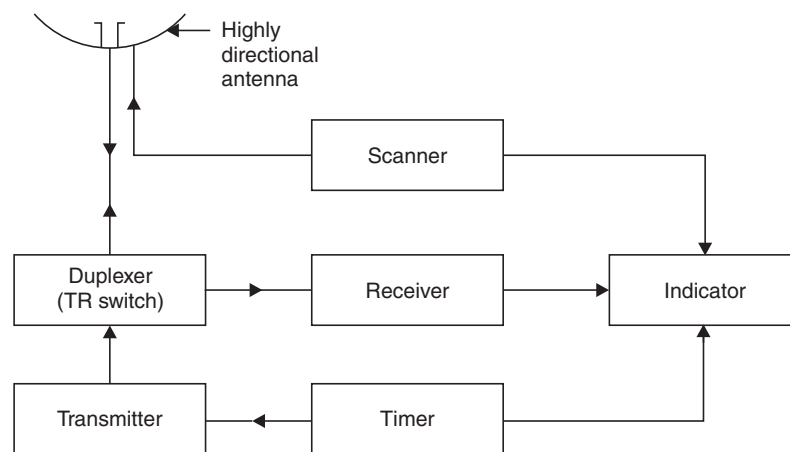 Highly
directional
antenna
Scanner
Duplexer
(TR switch)
Receiver
Indicator
Transmitter
Timer